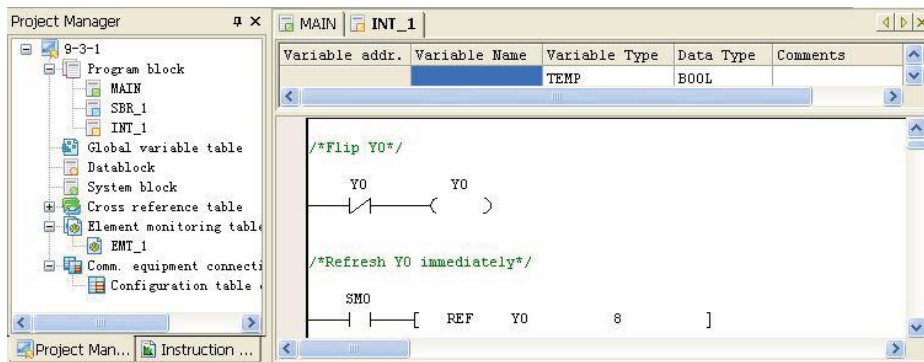 Project Manager
9-3-1
Program block
MAIN
SBR_1
INT_1
Global variable table
Datablock
System block
Cross reference table
Element monitoring table
EMT_1
Comm. equipment connecti
Configuration table
Project Man... Instruction ...
MAIN INT_1
Variable addr. Variable Name Variable Type Data Type Comments
TEMP BOOL
/*Flip Y0*/
Y0 Y0
/*Refresh Y0 immediately*/
SM0
REF Y0 8